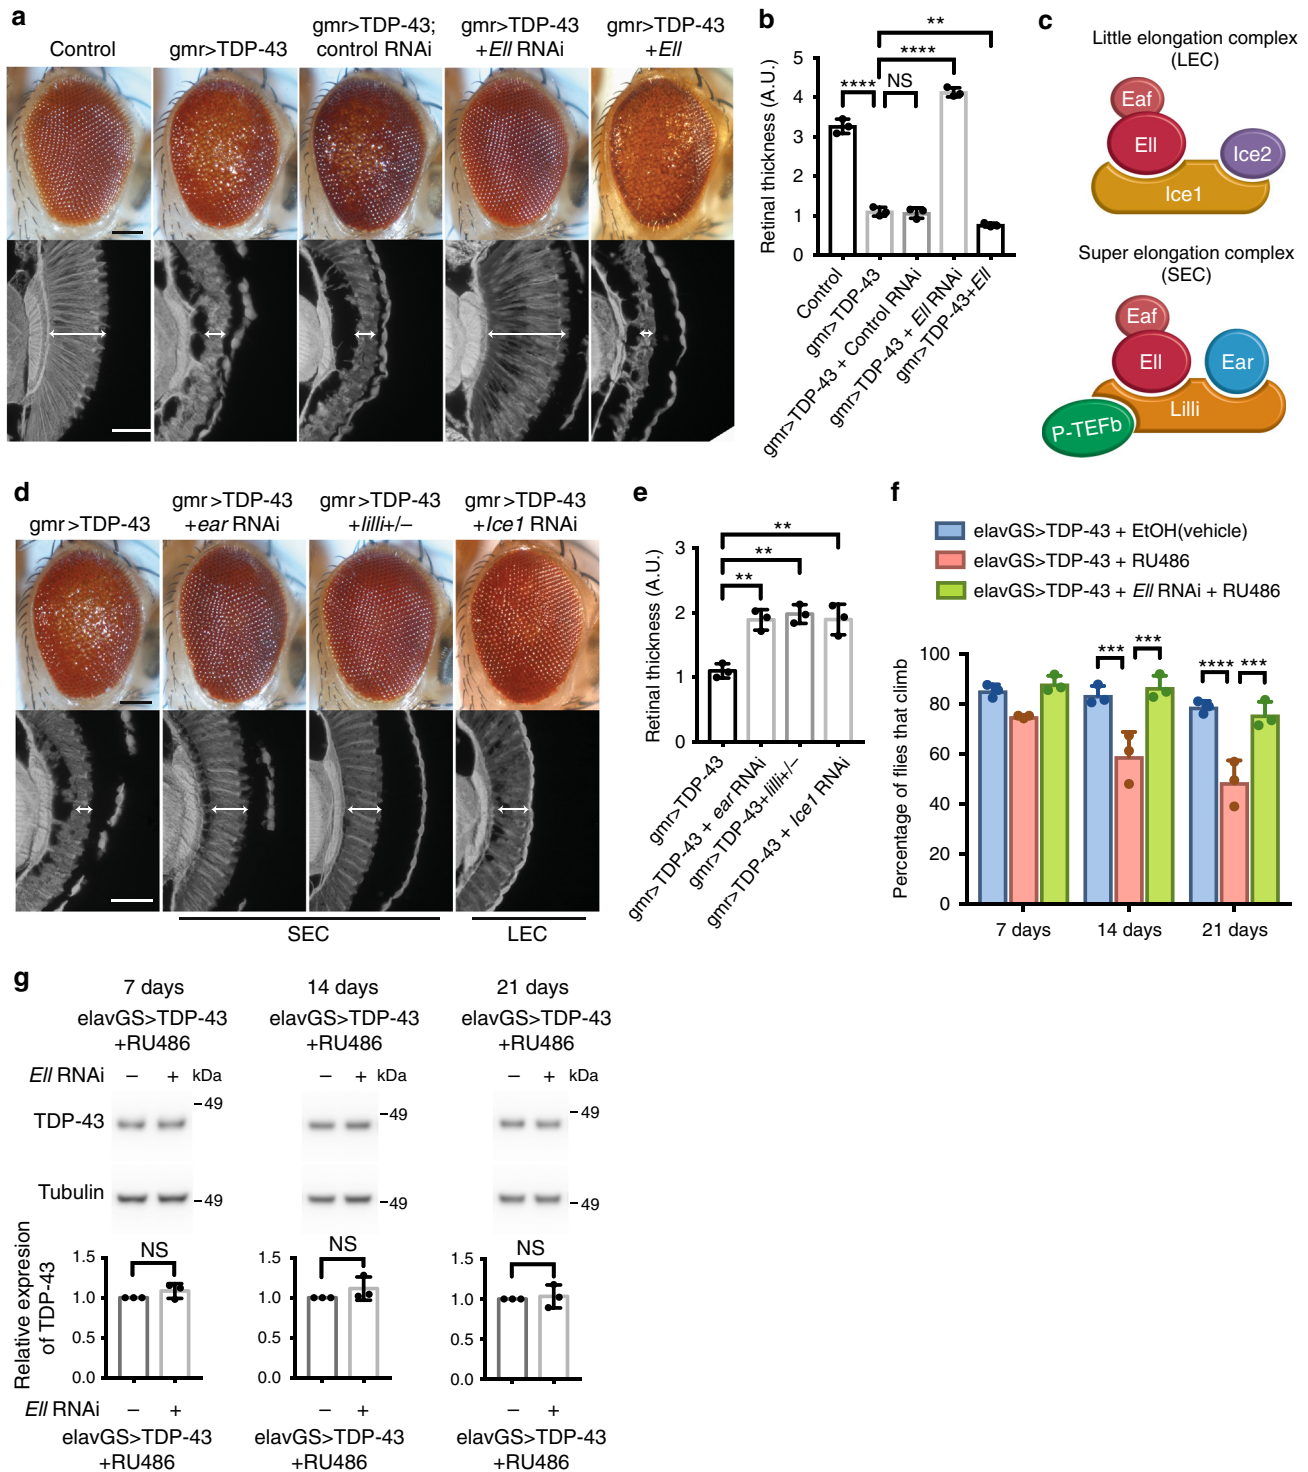 a
Control
gmr>TDP-43
gmr>TDP-43;
control RNAi
gmr>TDP-43
+Ell RNAi
gmr>TDP-43
+Ell
b
Retinal thickness (A.U.)
5
4
3
2
1
0
****
NS
****
**
Control
gmr>TDP-43
gmr>TDP-43 + Control RNAi
gmr>TDP-43 + Ell RNAi
gmr>TDP-43+Ell
c
Little elongation complex
(LEC)
Eaf
Ell
Ice2
Ice1
Super elongation complex
(SEC)
Eaf
Ell
Ear
Lilli
P-TEFb
d
gmr>TDP-43
gmr>TDP-43
+ear RNAi
gmr>TDP-43
+lilli+/–
gmr>TDP-43
+Ice1 RNAi
SEC
LEC
e
Retinal thickness (A.U.)
3
2
1
0
**
**
**
gmr>TDP-43
gmr>TDP-43 + ear RNAi
gmr>TDP-43+lilli+/–
gmr>TDP-43 + Ice1 RNAi
f
elavGS>TDP-43 + EtOH(vehicle)
elavGS>TDP-43 + RU486
elavGS>TDP-43 + Ell RNAi + RU486
Percentage of flies that climb
100
80
60
40
20
0
***
***
****
***
7 days
14 days
21 days
g
7 days
elavGS>TDP-43
+RU486
14 days
elavGS>TDP-43
+RU486
21 days
elavGS>TDP-43
+RU486
Ell RNAi
– + kDa
– + kDa
– + kDa
TDP-43
–49
–49
–49
Tubulin
–49
–49
–49
Relative expression
of TDP-43
1.5
1.0
0.5
0.0
NS
1.5
1.0
0.5
0.0
NS
1.5
1.0
0.5
0.0
NS
Ell RNAi
– +
– +
– +
elavGS>TDP-43
+RU486
elavGS>TDP-43
+RU486
elavGS>TDP-43
+RU486